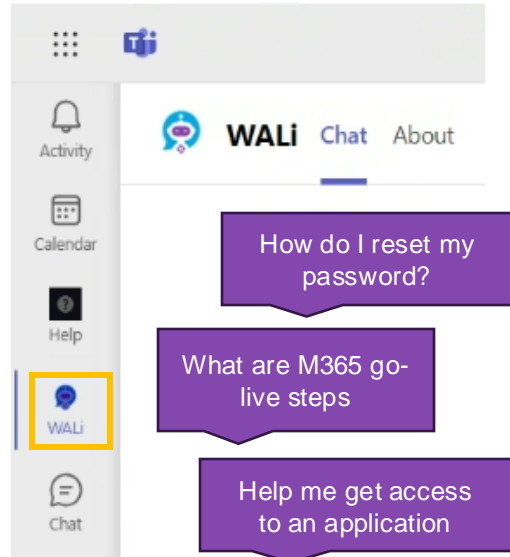 WALi Chat About
Activity
Calendar
Help
WALi
Chat
How do I reset my
password?
What are M365 go-
live steps
Help me get access
to an application